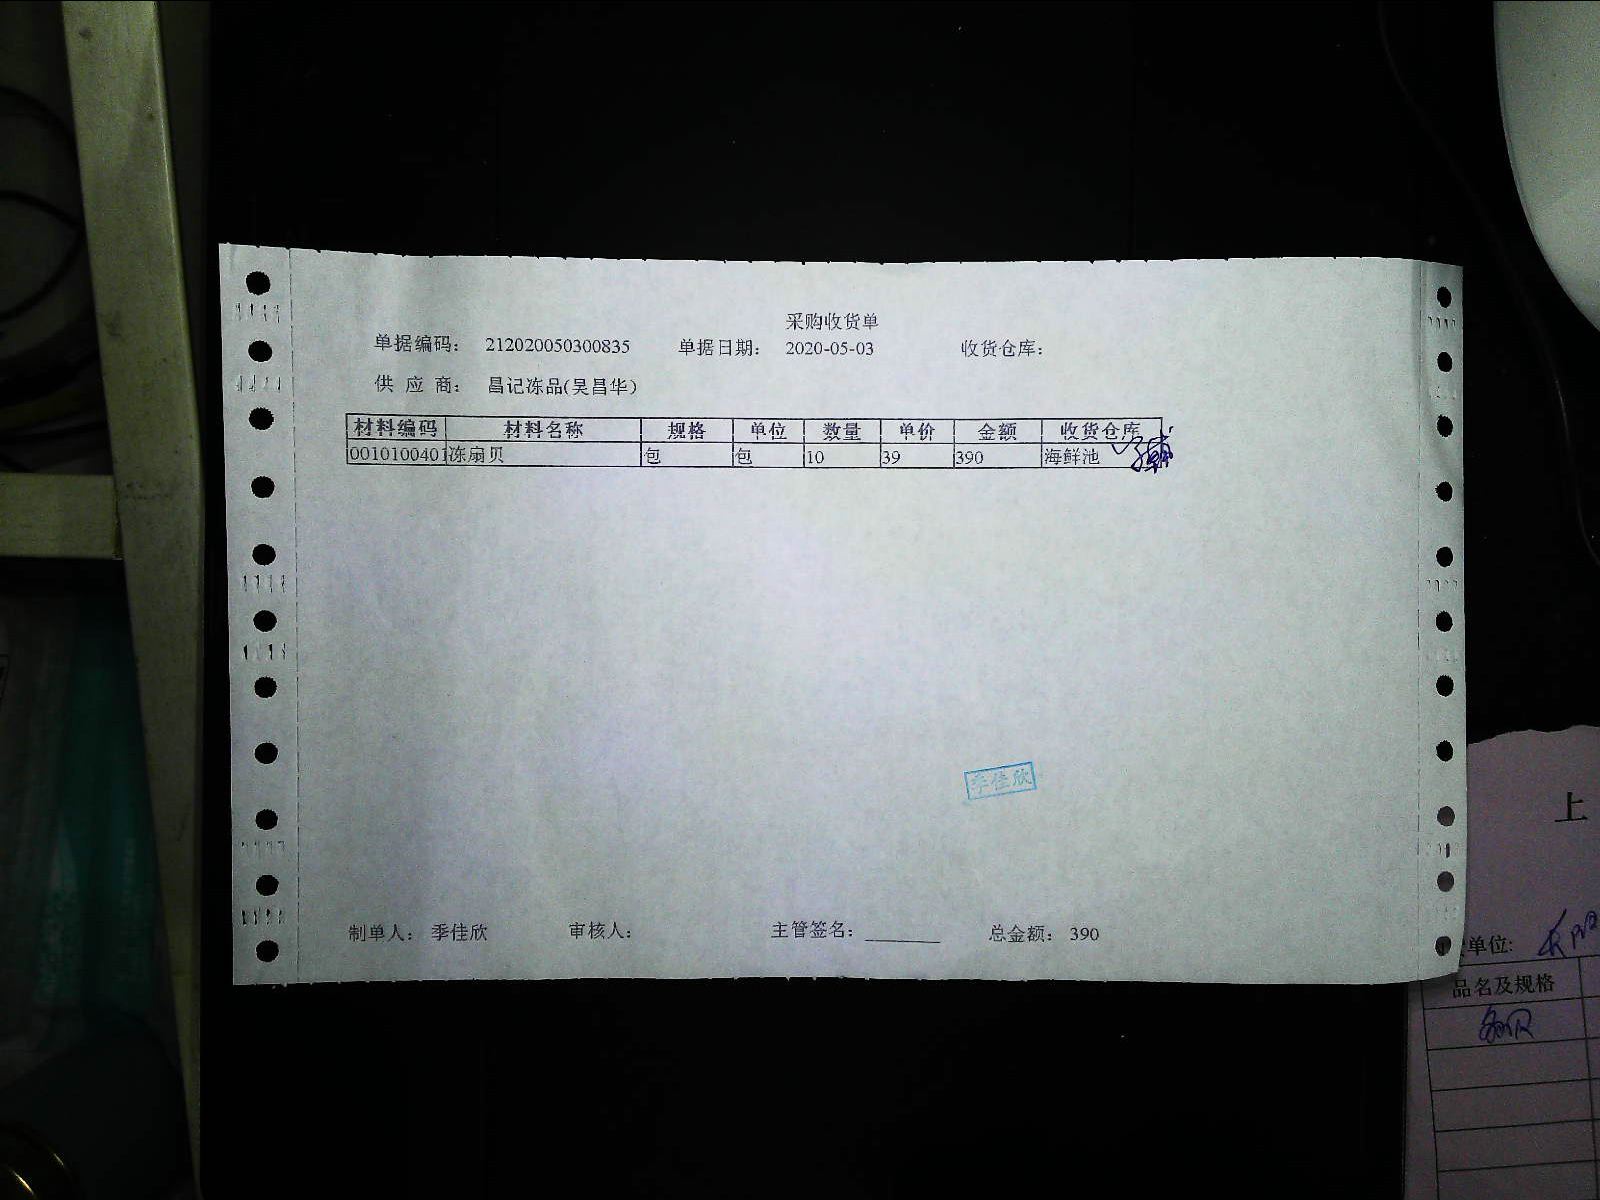 采购收货单
单据编码： 212020050300835 单据日期： 2020-05-03 收货仓库：
供 应 商： 昌记冻品(吴昌华)
材料编码 材料名称 规格 单位 数量 单价 金额 收货仓库
0010100401 冻扇贝 包 包 10 39 390 海鲜池
季佳欣
制单人： 季佳欣 审核人： 主管签名： ________ 总金额： 390
上
单位:
品名及规格